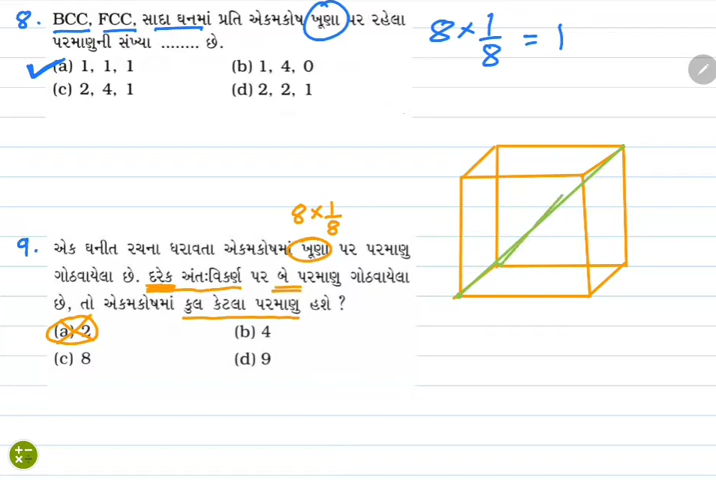 8. BCC, FCC, સાદા ઘનમાં પ્રતિ એકમકોષ ખૂણા પર રહેલા
પરમાણુની સંખ્યા ........ છે.
(a) 1, 1, 1 (b) 1, 4, 0
(c) 2, 4, 1 (d) 2, 2, 1
8 × 1/8 = 1
8 × 1/8
9. એક ઘનીત રચના ધરાવતા એકમકોષમાં ખૂણા પર પરમાણુ
ગોઠવાયેલા છે. દરેક અંતઃવિકર્ણ પર બે પરમાણુ ગોઠવાયેલા
છે, તો એકમકોષમાં કુલ કેટલા પરમાણુ હશે ?
(a) 2 (b) 4
(c) 8 (d) 9